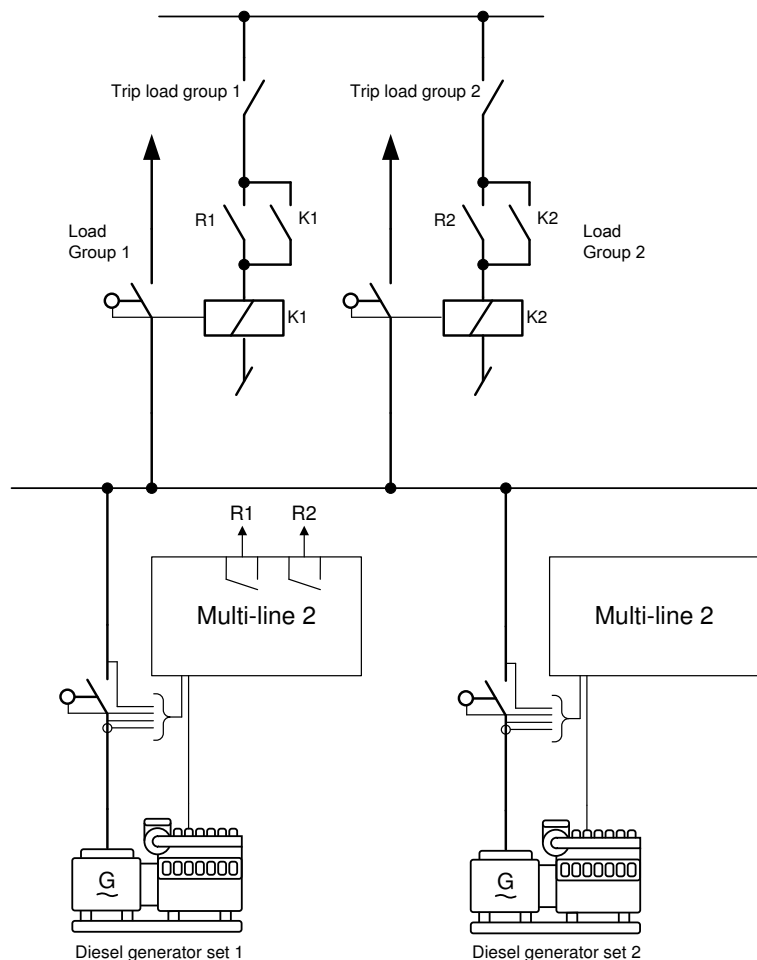 Trip load group 1
Trip load group 2
R1
K1
R2
K2
Load
Group 1
Load
Group 2
K1
K2
R1
R2
Multi-line 2
Multi-line 2
G
G
Diesel generator set 1
Diesel generator set 2